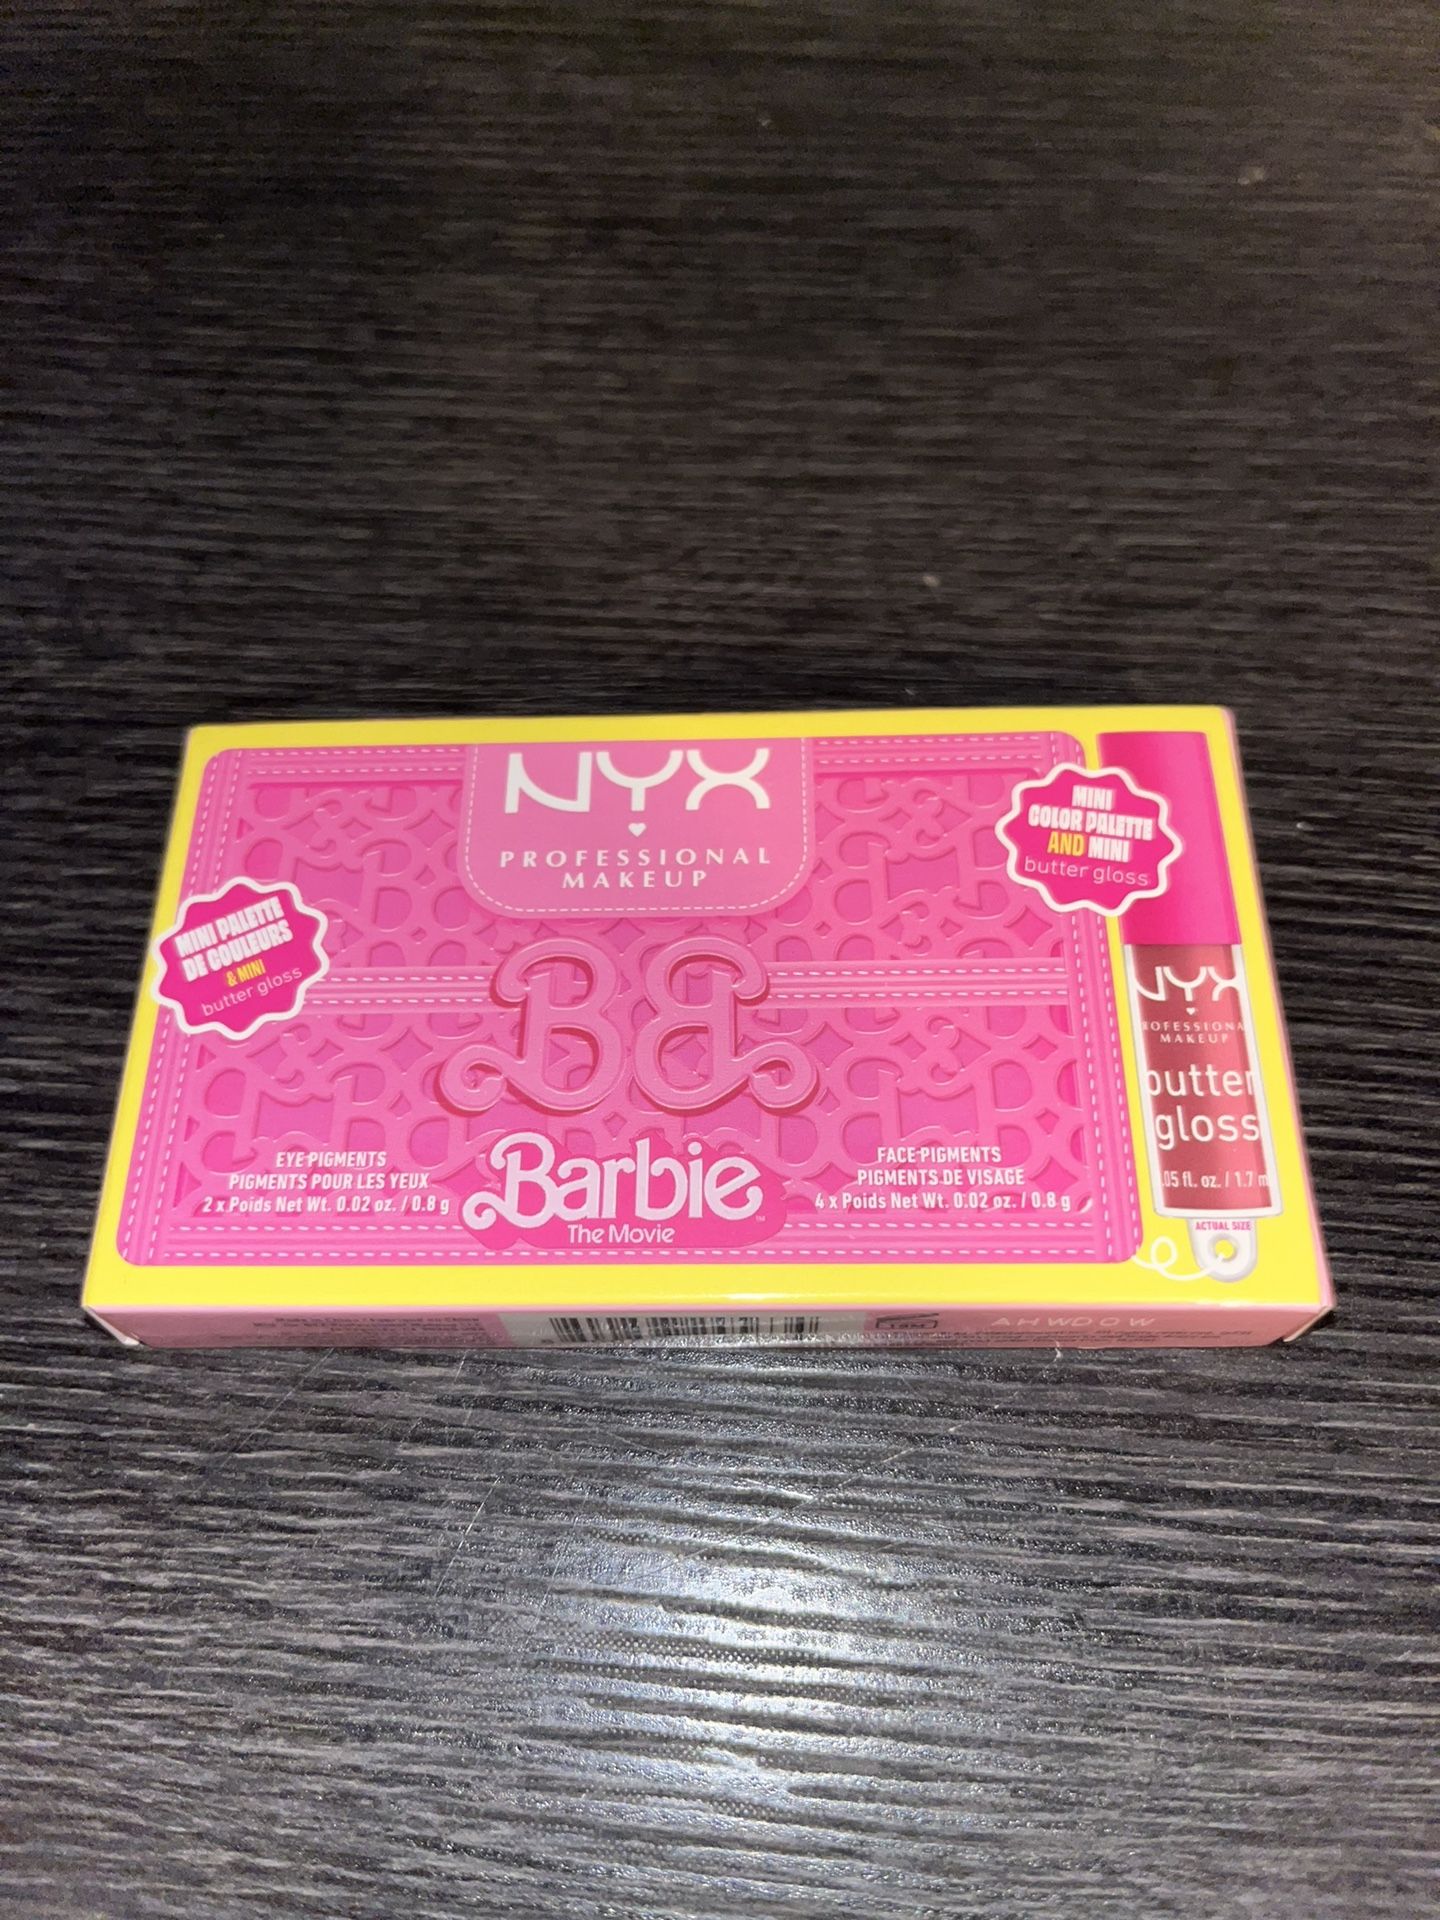 NYX
PROFESSIONAL
MAKEUP
MINI
COLOR PALETTE
AND MINI
butter gloss
MINI PALETTE
DE COULEURS
& MINI
butter gloss
BB
NYX
PROFESSIONA
MAKEUP
butter
gloss
.05 fl. oz. / 1.7 m
ACTUAL SIZE
EYE PIGMENTS
PIGMENTS POUR LES YEUX
2 x Poids Net Wt. 0.02 oz. / 0.8 g
Barbie
The Movie
FACE PIGMENTS
PIGMENTS DE VISAGE
4 x Poids Net Wt. 0.02 oz. / 0.8 g
AHWDOW